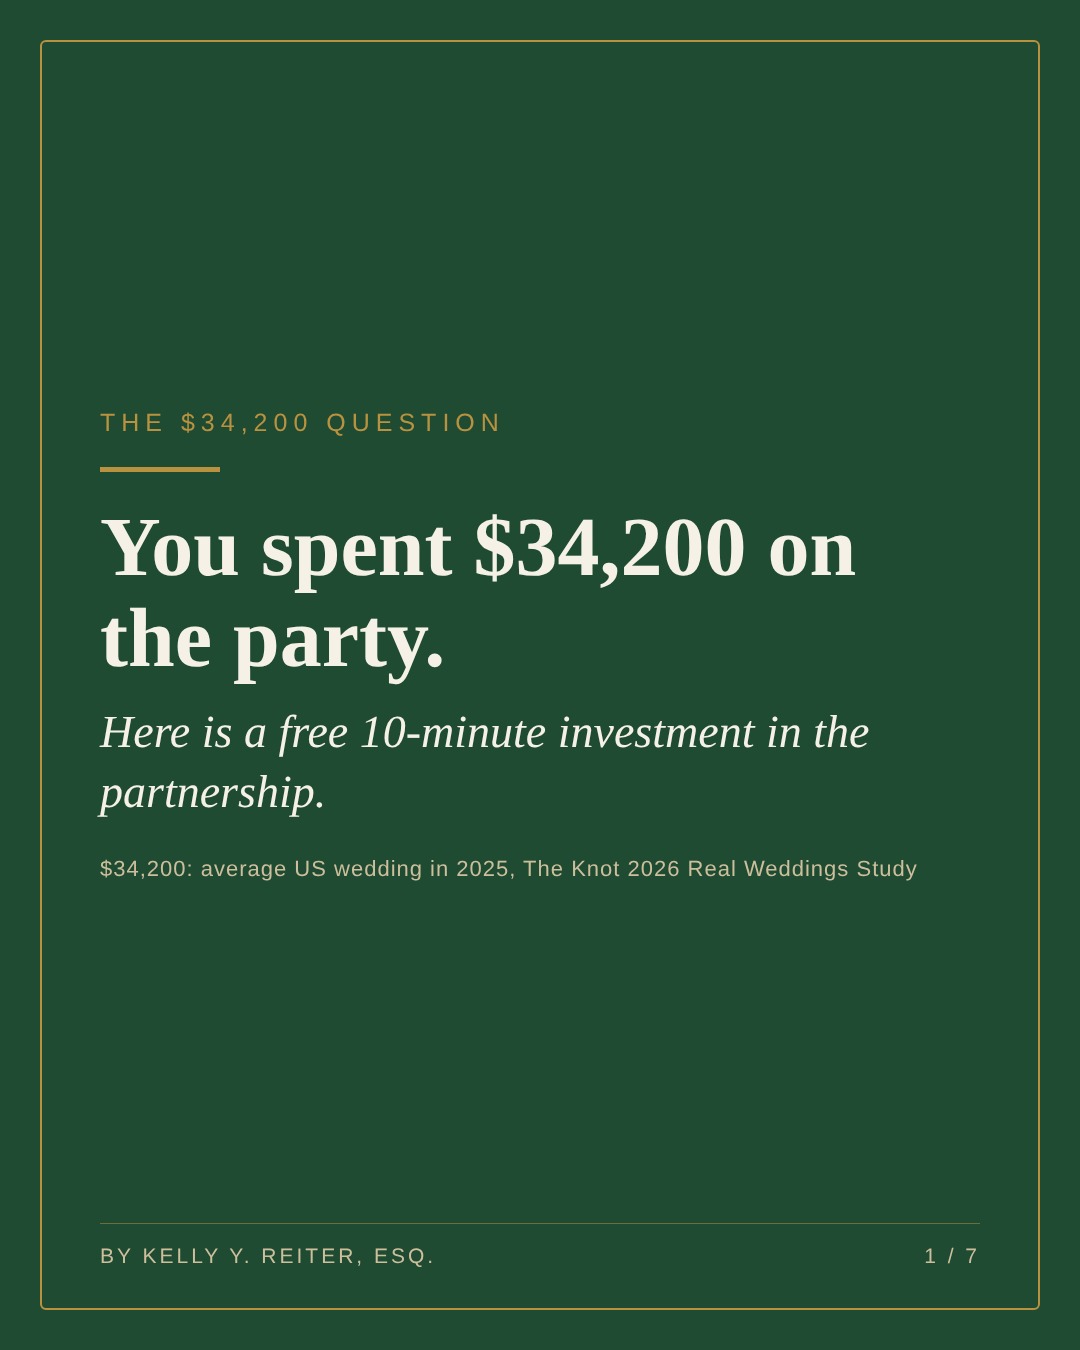 THE $34,200 QUESTION
You spent $34,200 on
the party.
Here is a free 10-minute investment in the
partnership.
$34,200: average US wedding in 2025, The Knot 2026 Real Weddings Study
BY KELLY Y. REITER, ESQ.
1 / 7